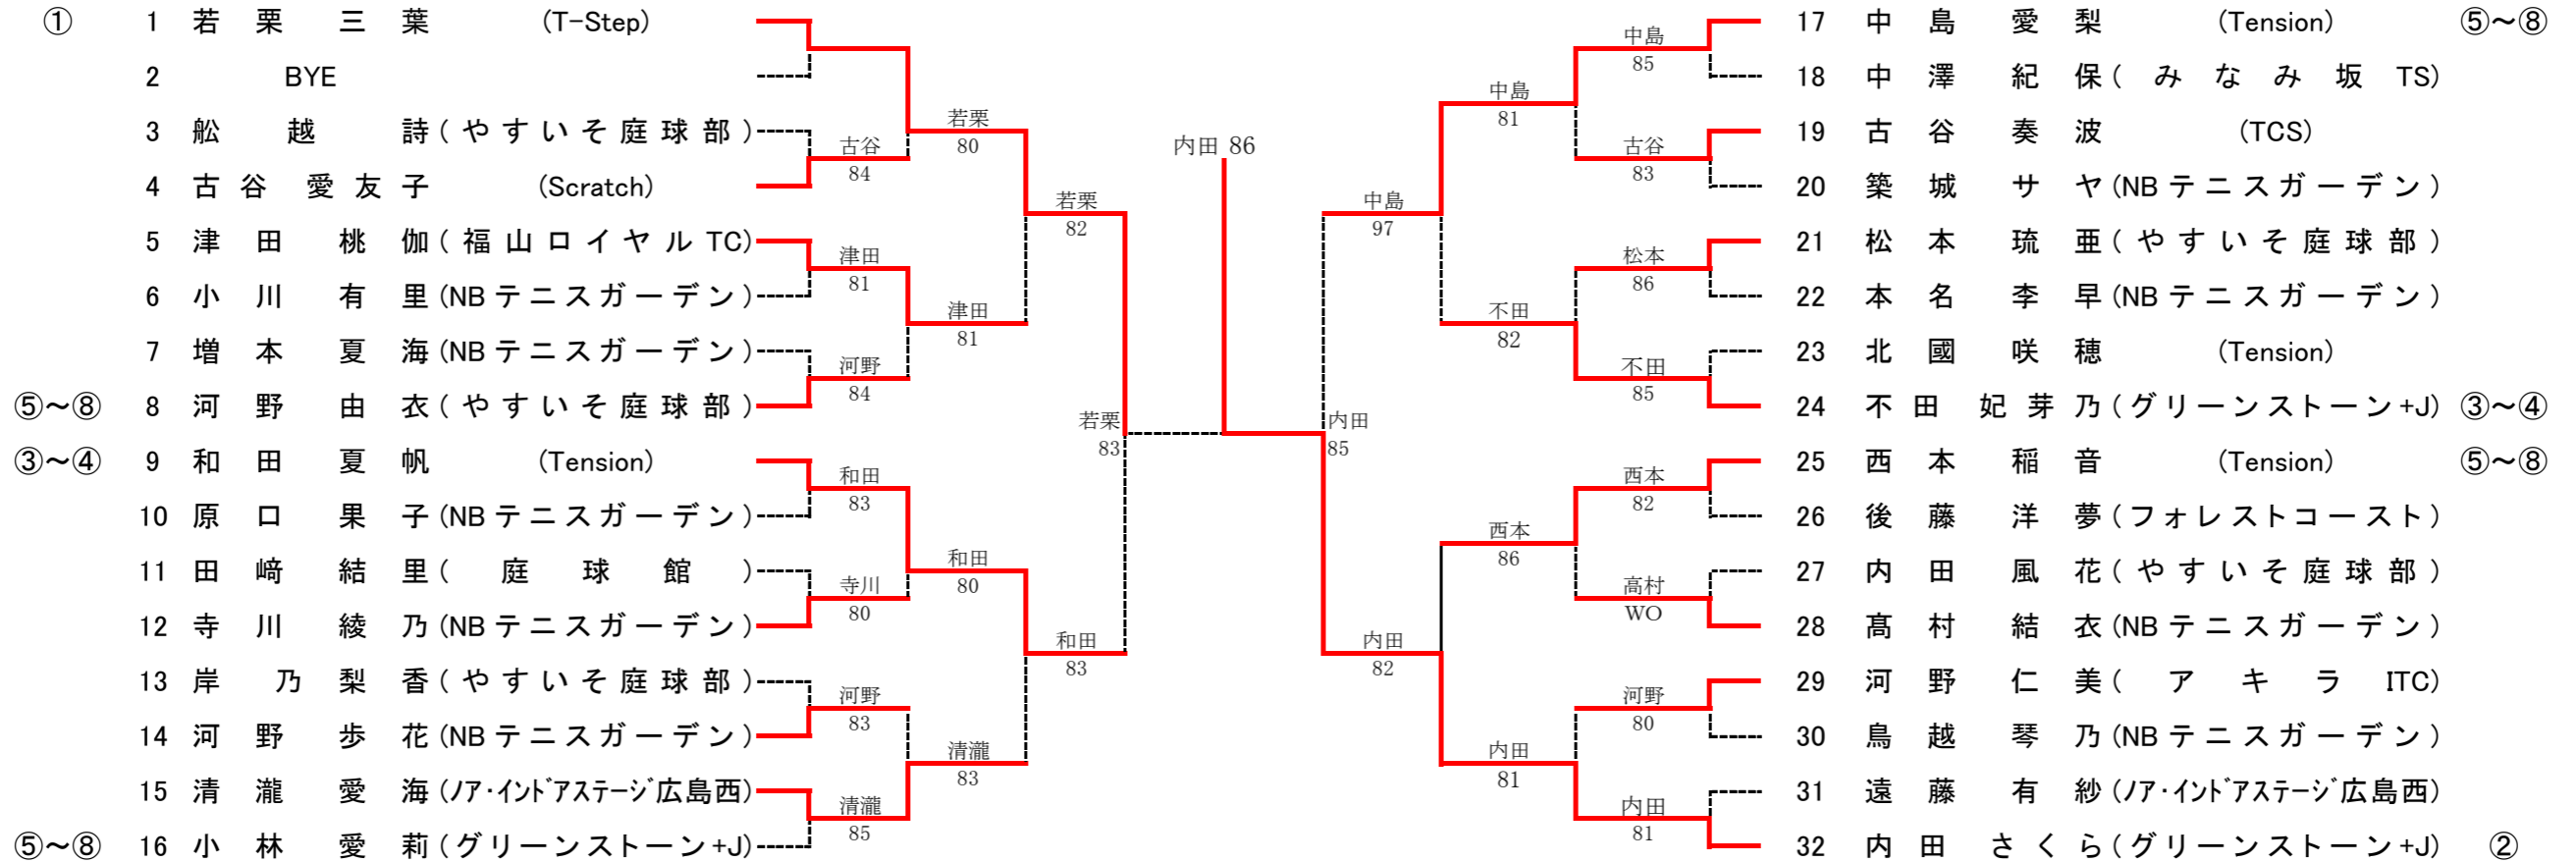 ① 1 若栗 三葉 (T-Step)
2 BYE
3 舩越 詩(やすいそ庭球部)
4 古谷 愛友子 (Scratch)
5 津田 桃伽(福山ロイヤルTC)
6 小川 有里(NBテニスガーデン)
7 増本 夏海(NBテニスガーデン)
⑤～⑧ 8 河野 由衣(やすいそ庭球部)
③～④ 9 和田 夏帆 (Tension)
10 原口 果子(NBテニスガーデン)
11 田﨑 結里(庭球館)
12 寺川 綾乃(NBテニスガーデン)
13 岸 乃梨香(やすいそ庭球部)
14 河野 歩花(NBテニスガーデン)
15 清瀧 愛海(ﾉｱ・ｲﾝﾄﾞｱｽﾃｰｼﾞ広島西)
⑤～⑧ 16 小林 愛莉(グリーンストーン+J)
古谷
84
津田
81
河野
84
和田
83
寺川
80
河野
83
清瀧
85
若栗
80
津田
81
和田
80
清瀧
83
若栗
82
和田
83
若栗
83
内田 86
内田
85
中島
97
内田
82
中島
81
不田
82
西本
86
内田
81
中島
85
古谷
83
松本
86
不田
85
西本
82
高村
WO
河野
80
内田
81
17 中島 愛梨 (Tension) ⑤～⑧
18 中澤 紀保(みなみ坂TS)
19 古谷 奏波 (TCS)
20 築城 サヤ(NBテニスガーデン)
21 松本 琉亜(やすいそ庭球部)
22 本名 李早(NBテニスガーデン)
23 北國 咲穂 (Tension)
24 不田 妃芽乃(グリーンストーン+J) ③～④
25 西本 稲音 (Tension) ⑤～⑧
26 後藤 洋夢(フォレストコースト)
27 内田 風花(やすいそ庭球部)
28 髙村 結衣(NBテニスガーデン)
29 河野 仁美(アキラITC)
30 鳥越 琴乃(NBテニスガーデン)
31 遠藤 有紗(ﾉｱ・ｲﾝﾄﾞｱｽﾃｰｼﾞ広島西)
32 内田 さくら(グリーンストーン+J) ②